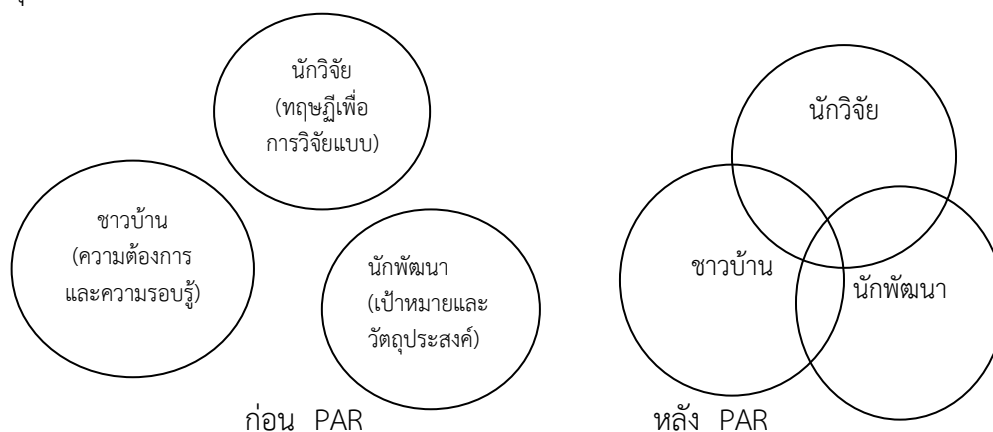 นักวิจัย
(ทฤษฎีเพื่อ
การวิจัยแบบ)
ชาวบ้าน
(ความต้องการ
และความรอบรู้)
นักพัฒนา
(เป้าหมายและ
วัตถุประสงค์)
ก่อน PAR
นักวิจัย
ชาวบ้าน
นักพัฒนา
หลัง PAR